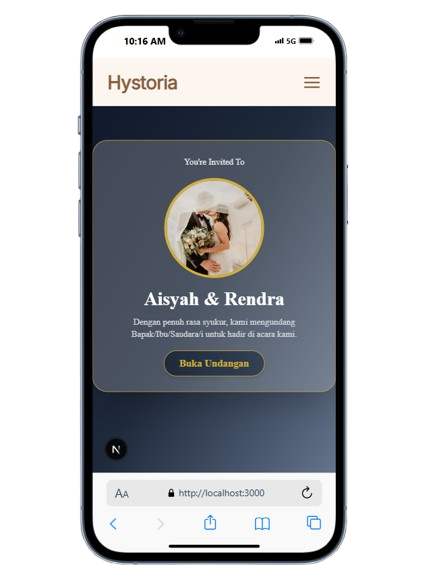 10:16 AM
5G
Hystoria
You're Invited To
Aisyah & Rendra
Dengan penuh rasa syukur, kami mengundang
Bapak/Ibu/Saudara/i untuk hadir di acara kami.
Buka Undangan
N
AA
http://localhost:3000